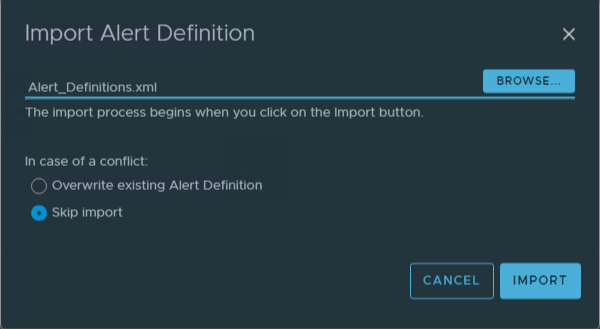 Import Alert Definition
Alert_Definitions.xml
BROWSE...
The import process begins when you click on the Import button.
In case of a conflict:
Overwrite existing Alert Definition
Skip import
CANCEL
IMPORT